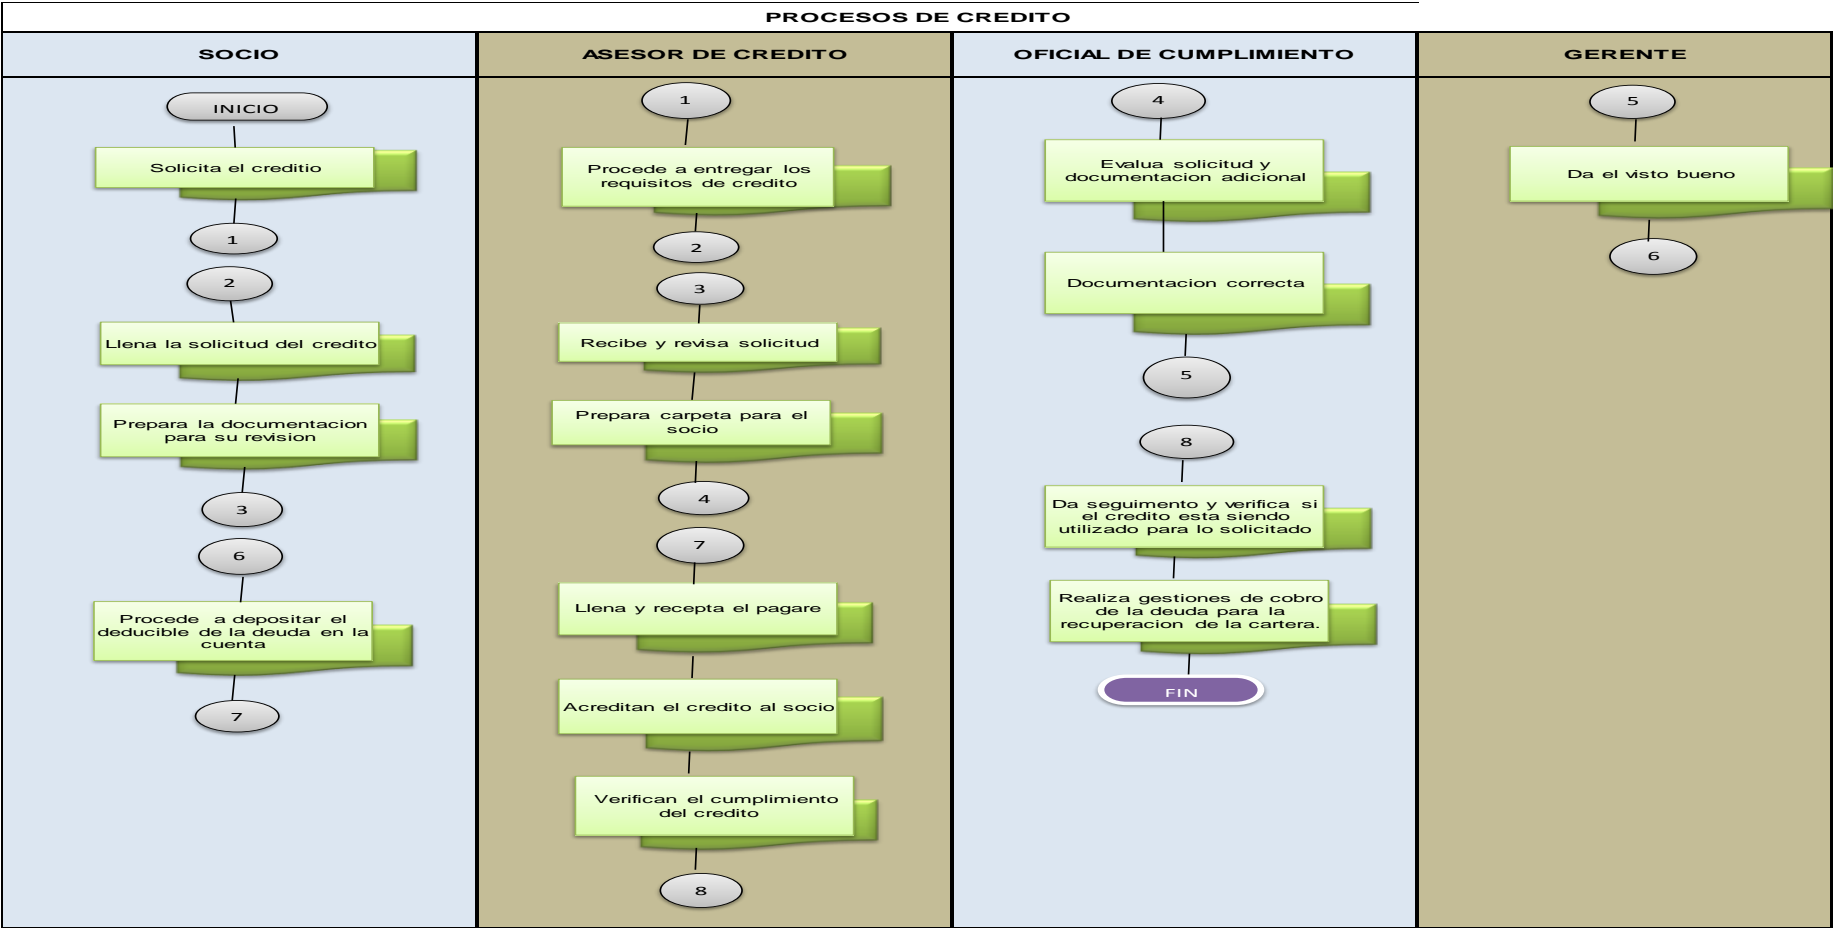 PROCESOS DE CREDITO
SOCIO
INICIO
Solicita el creditio
1
2
Llena la solicitud del credito
Prepara la documentacion
para su revision
3
6
Procede a depositar el
deducible de la deuda en la
cuenta
7
ASESOR DE CREDITO
1
Procede a entregar los
requisitos de credito
2
3
Recibe y revisa solicitud
Prepara carpeta para el
socio
4
7
Llena y recepta el pagare
Acreditan el credito al socio
Verifican el cumplimiento
del credito
8
OFICIAL DE CUMPLIMIENTO
4
Evalua solicitud y
documentacion adicional
Documentacion correcta
5
8
Da seguimento y verifica si
el credito esta siendo
utilizado para lo solicitado
Realiza gestiones de cobro
de la deuda para la
recuperacion de la cartera.
FIN
GERENTE
5
Da el visto bueno
6